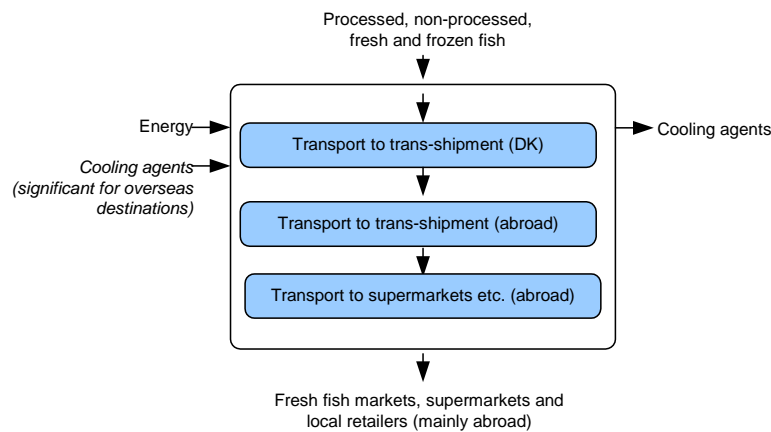 Processed, non-processed,
fresh and frozen fish
Energy
Cooling agents
(significant for overseas
destinations)
Transport to trans-shipment (DK)
Cooling agents
Transport to trans-shipment (abroad)
Transport to supermarkets etc. (abroad)
Fresh fish markets, supermarkets and
local retailers (mainly abroad)